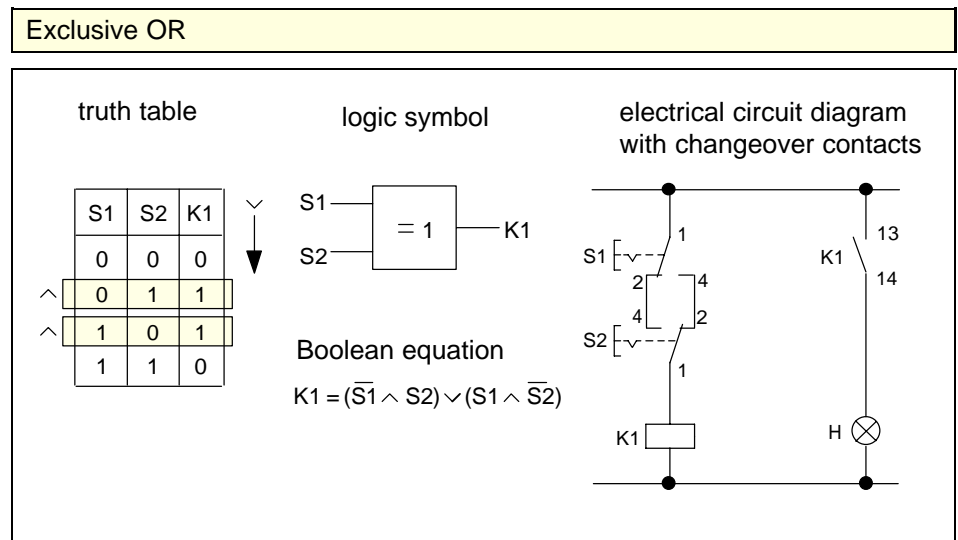 Exclusive OR
truth table
S1 S2 K1
0 0 0
0 1 1
1 0 1
1 1 0
logic symbol
S1
S2
= 1
K1
Boolean equation
K1 = (S̅1̅ ∧ S2) ∨ (S1 ∧ S̅2̅)
electrical circuit diagram
with changeover contacts
S1
1
2
4
4
2
S2
1
K1
K1
13
14
H